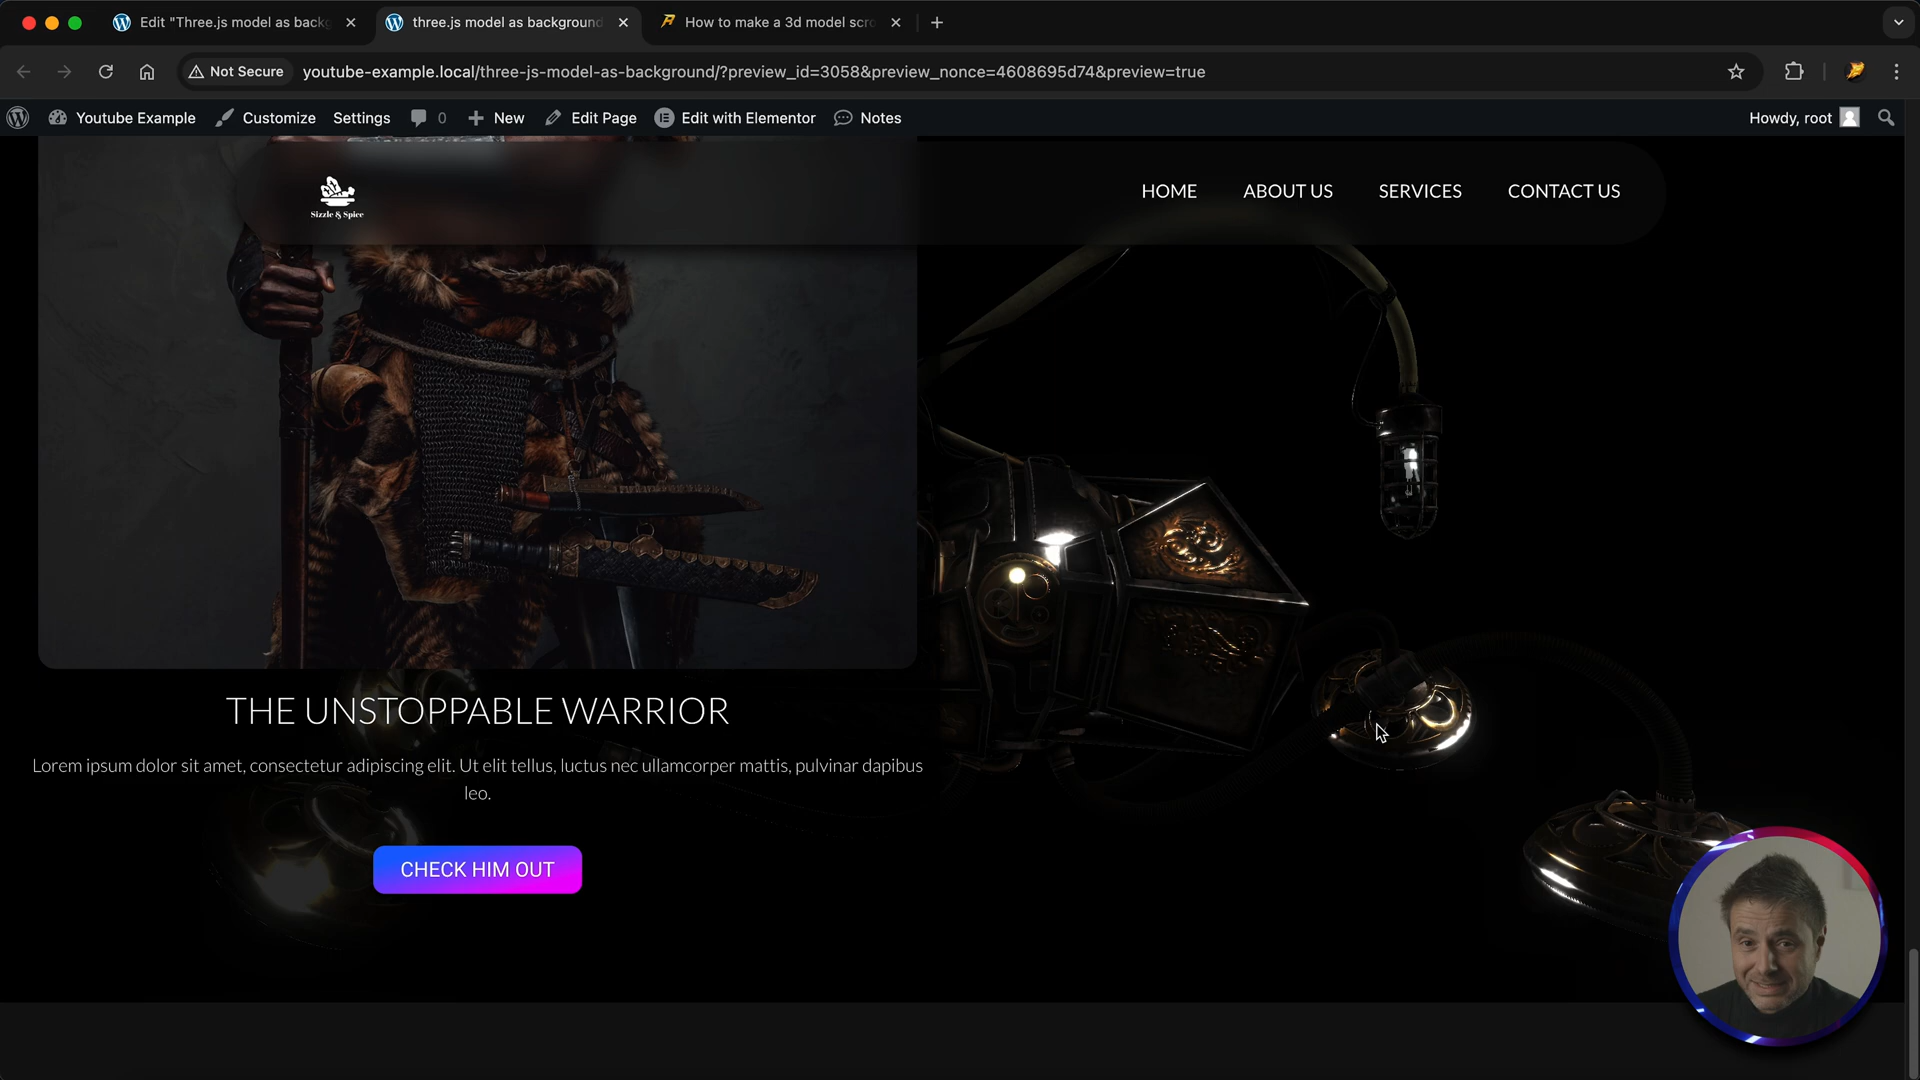 Edit "Three.js model as backg
three.js model as background
How to make a 3d model scro
Not Secure
youtube-example.local/three-js-model-as-background/?preview_id=3058&preview_nonce=4608695d74&preview=true
Youtube Example
Customize
Settings
0
New
Edit Page
Edit with Elementor
Notes
Howdy, root
Sizzle & Spice
HOME
ABOUT US
SERVICES
CONTACT US
THE UNSTOPPABLE WARRIOR
Lorem ipsum dolor sit amet, consectetur adipiscing elit. Ut elit tellus, luctus nec ullamcorper mattis, pulvinar dapibus
leo.
CHECK HIM OUT